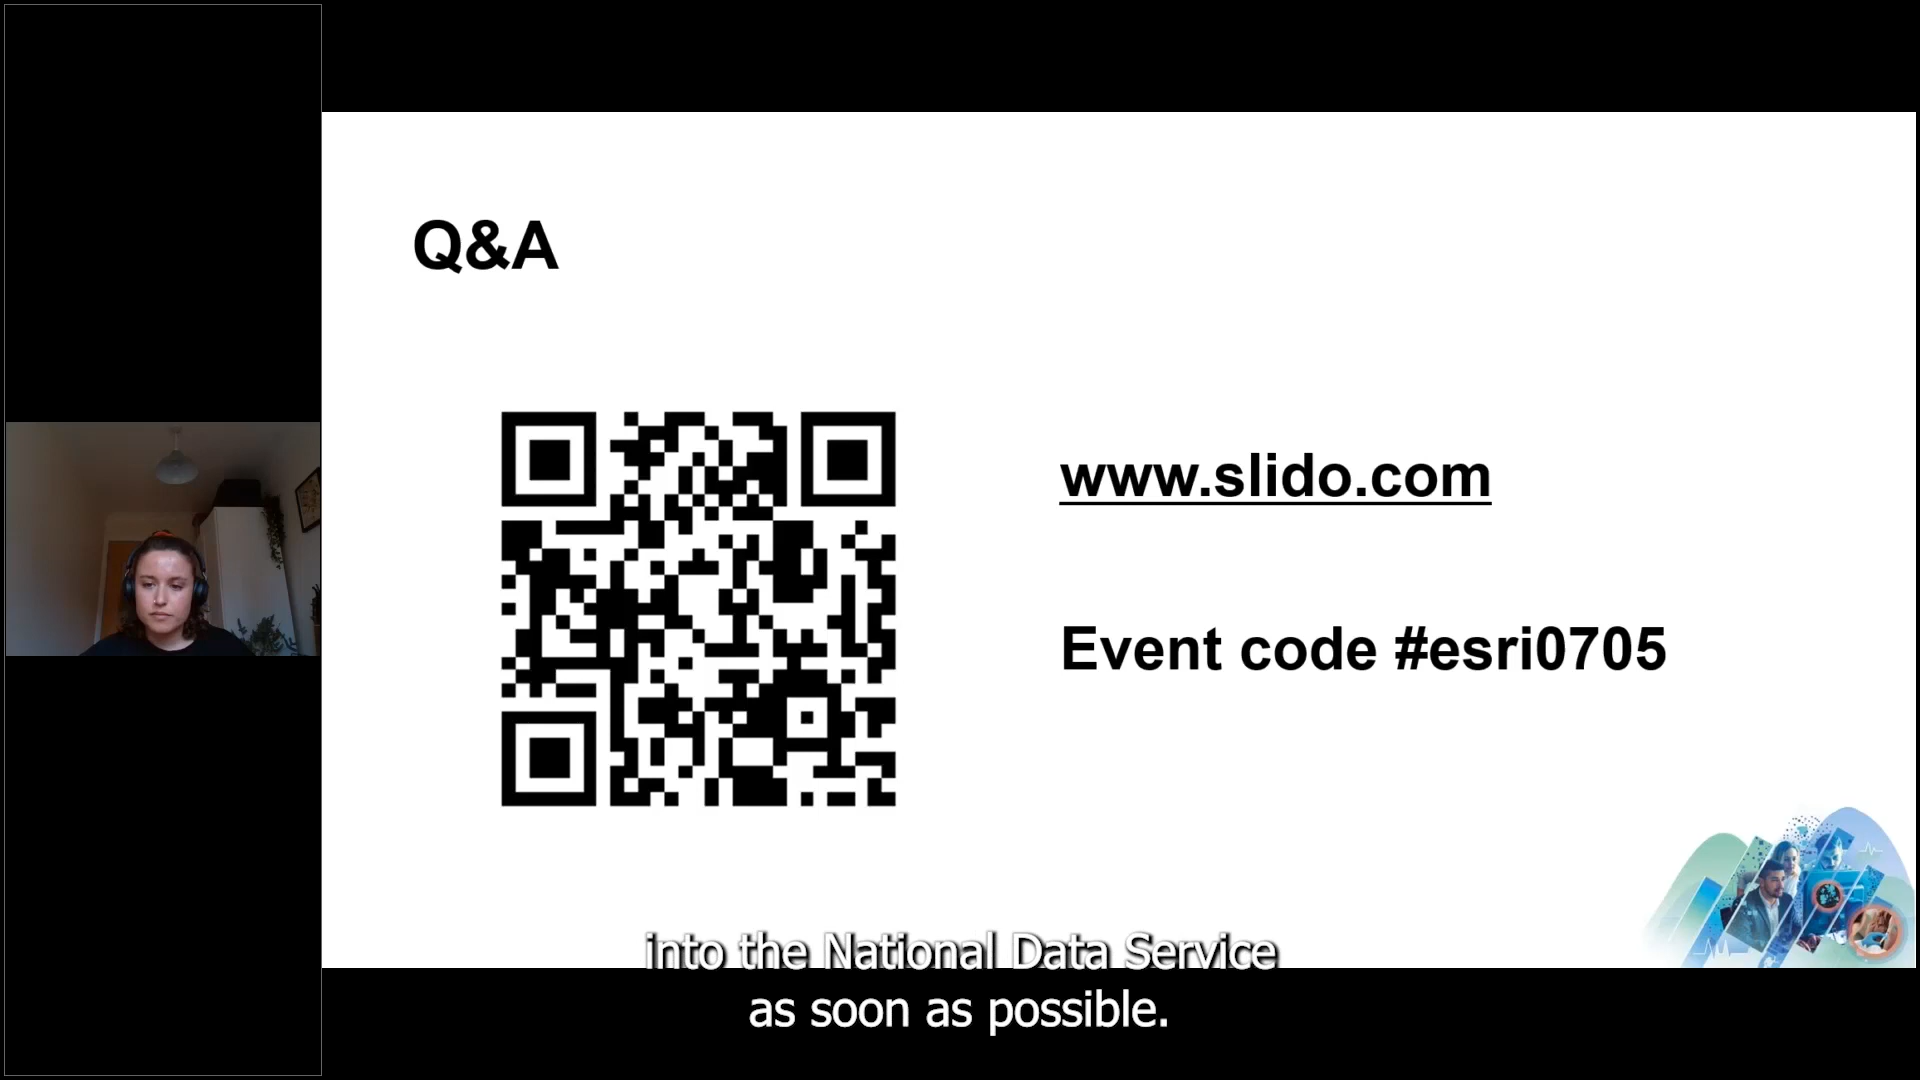 Q&A
www.slido.com
Event code #esri0705
into the National Data Service
as soon as possible.